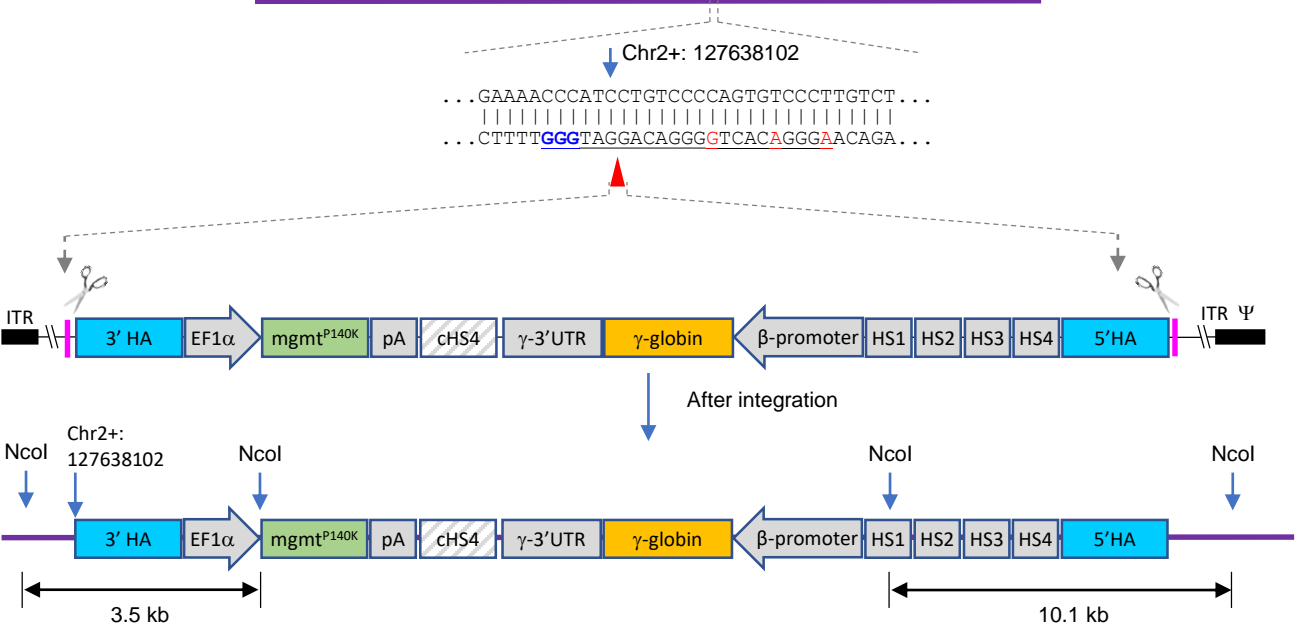 Chr2+: 127638102
...GAAAACCCATCCTGTCCCCAGTGTCCCTTGTCT...
...CTTTTGGGTAGGACAGGGGTCACAGGGAACAGA...
ITR
ITR Ψ
3’ HA EF1α mgmtP140K pA cHS4 γ-3’UTR γ-globin β-promoter HS1 HS2 HS3 HS4 5’HA
After integration
Chr2+:
127638102
NcoI NcoI NcoI NcoI
3’ HA EF1α mgmtP140K pA cHS4 γ-3’UTR γ-globin β-promoter HS1 HS2 HS3 HS4 5’HA
3.5 kb 10.1 kb